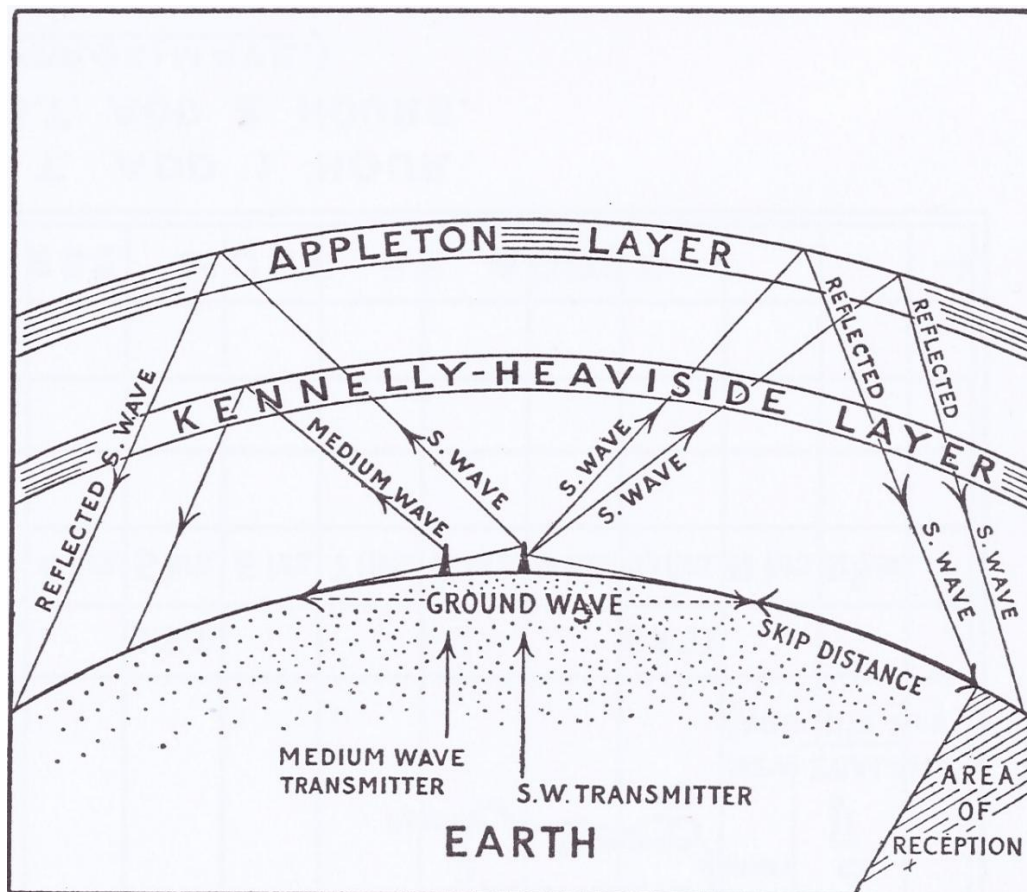 APPLETON LAYER
KENNELLY-HEAVISIDE LAYER
REFLECTED S. WAVE
MEDIUM WAVE
S. WAVE
S. WAVE
S. WAVE
REFLECTED
S. WAVE
REFLECTED
S. WAVE
GROUND WAVE
SKIP DISTANCE
MEDIUM WAVE
TRANSMITTER
S.W. TRANSMITTER
EARTH
AREA
OF
RECEPTION